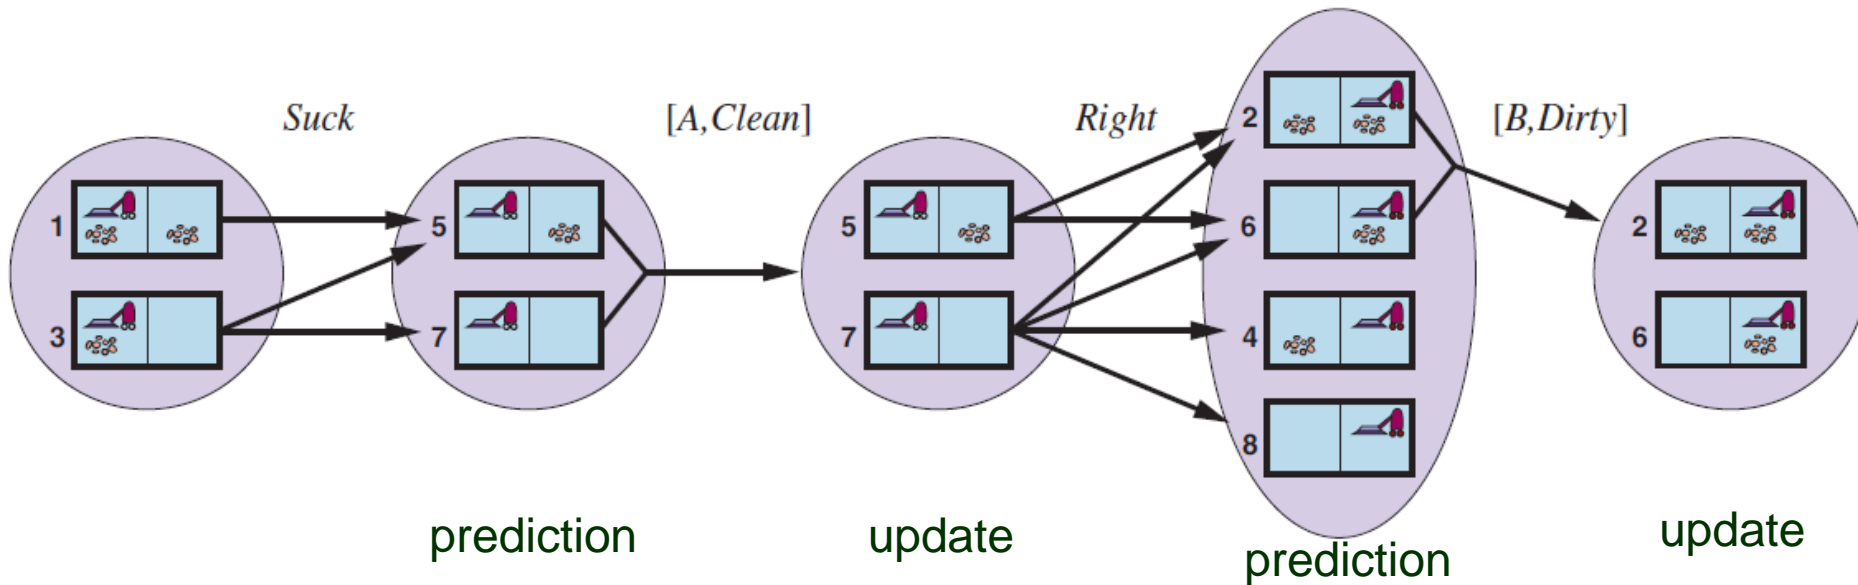 Suck
[A,Clean]
Right
[B,Dirty]
1
3
5
7
5
7
2
6
4
8
2
6
prediction
update
prediction
update